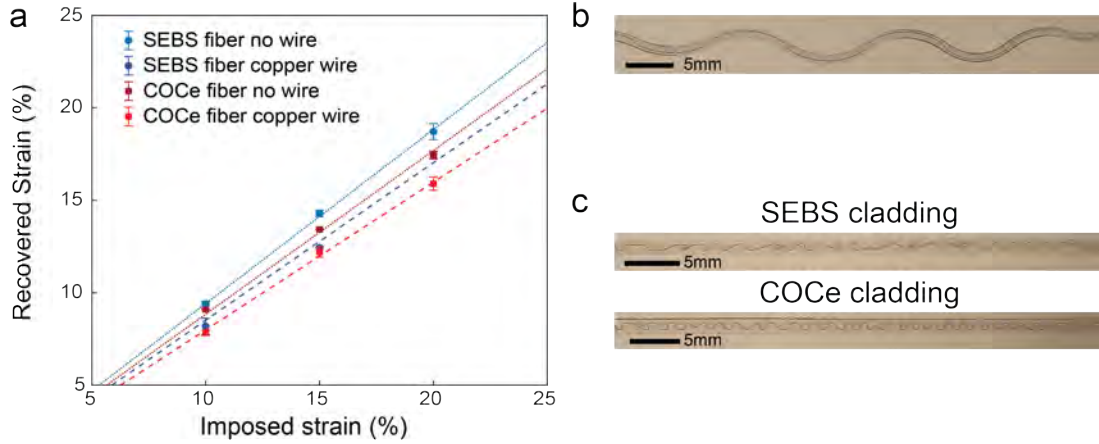 a
25
20
15
10
5
Recovered Strain (%)
SEBS fiber no wire
SEBS fiber copper wire
COCe fiber no wire
COCe fiber copper wire
5
10
15
20
25
Imposed strain (%)
b
5mm
c
SEBS cladding
5mm
COCe cladding
5mm